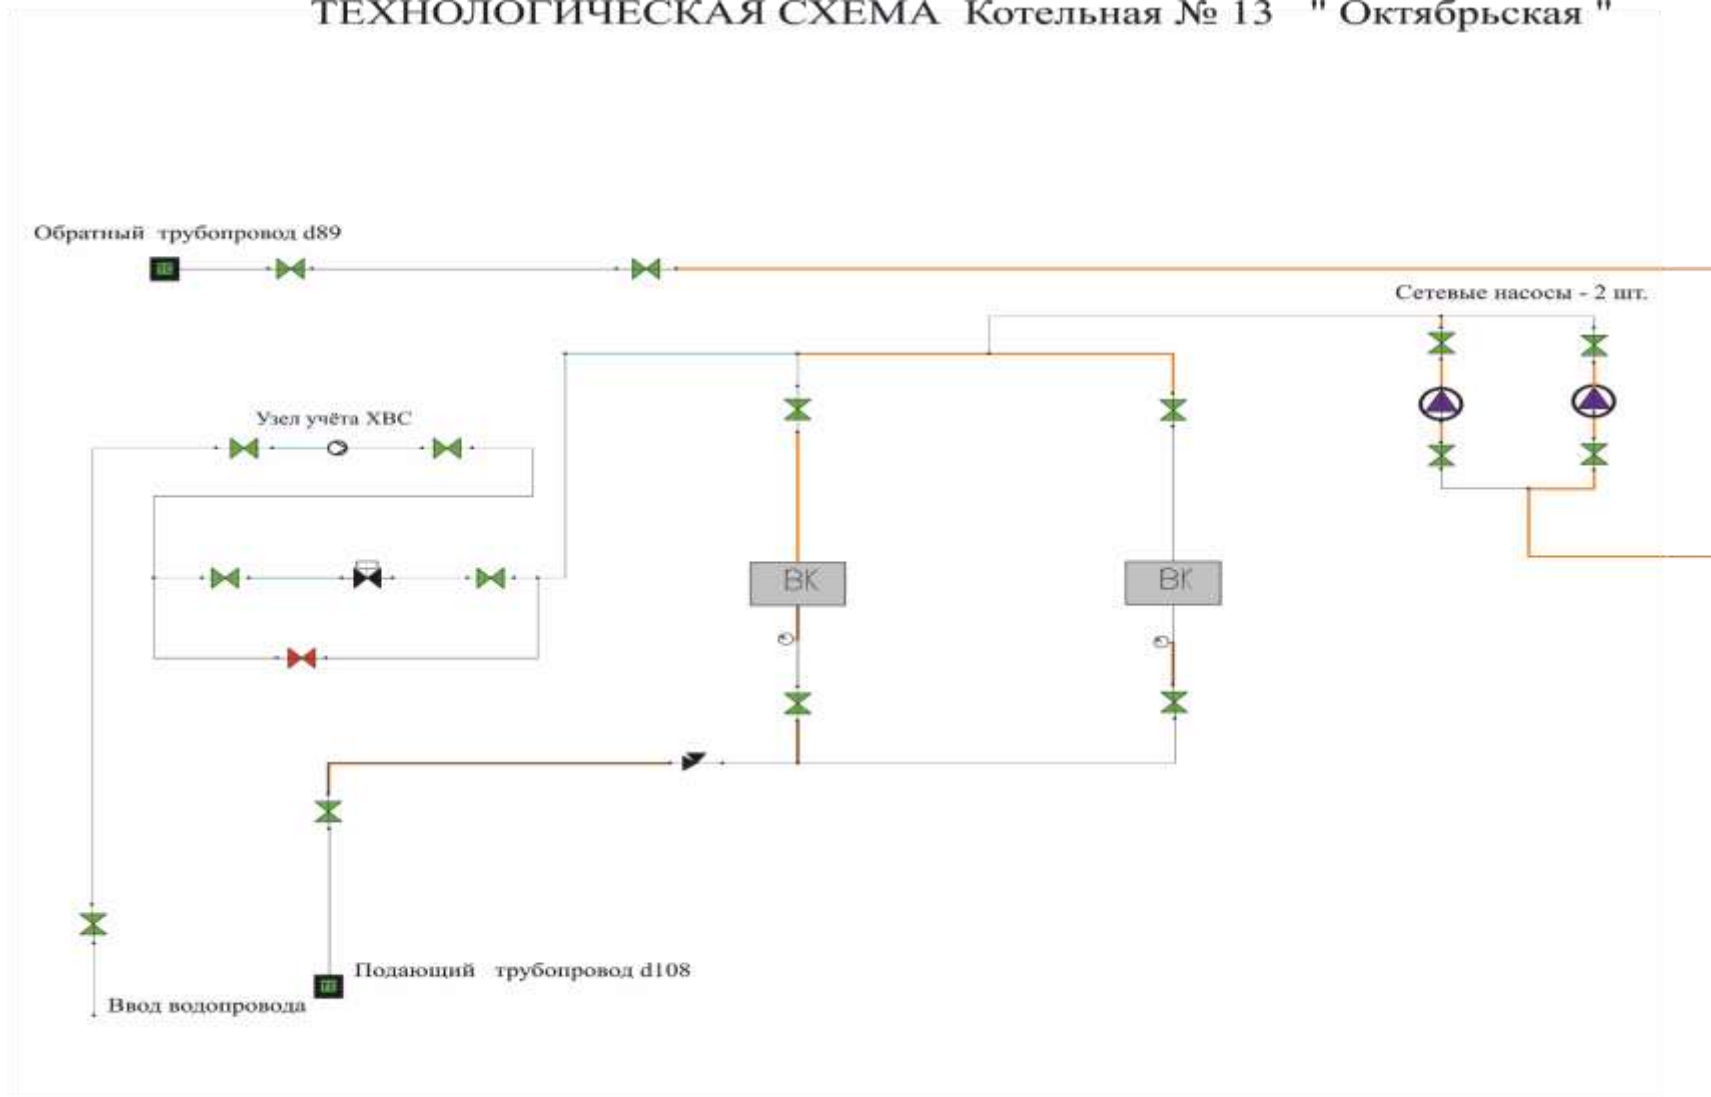 ТЕХНОЛОГИЧЕСКАЯ СХЕМА Котельная № 13 " Октябрьская "
Обратный трубопровод d89
Сетевые насосы - 2 шт.
Узел учёта ХВС
ВК
ВК
Подающий трубопровод d108
Ввод водопровода